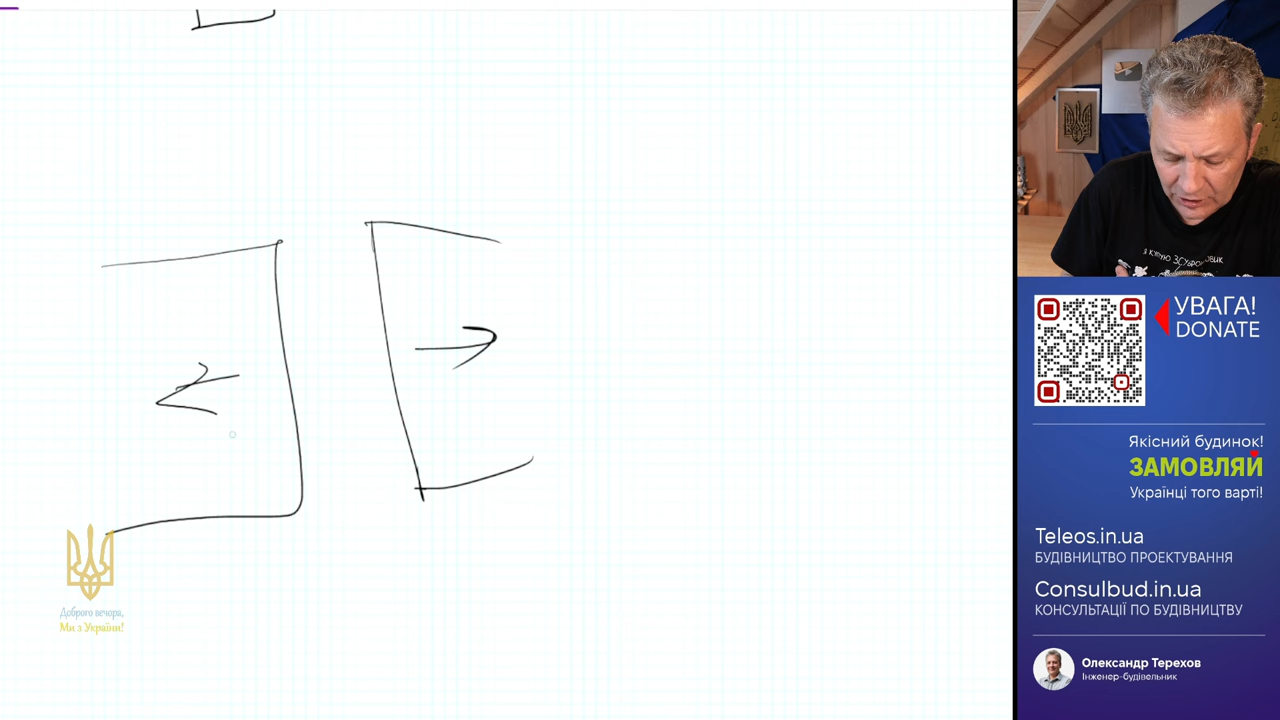 Доброго вечора,
Ми з України!
УВАГА!
DONATE
Якісний будинок!
ЗАМОВЛЯЙ
Українці того варті!
Teleos.in.ua
БУДІВНИЦТВО ПРОЕКТУВАННЯ
Consulbud.in.ua
КОНСУЛЬТАЦІЇ ПО БУДІВНИЦТВУ
Олександр Терехов
Інженер-будівельник